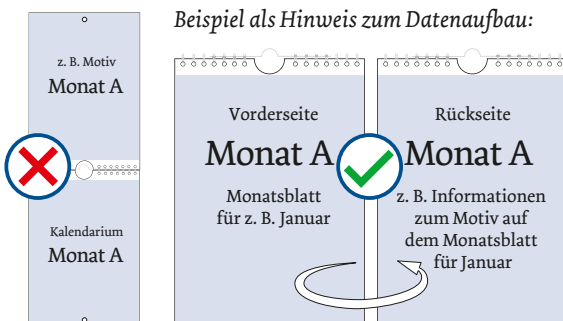 Beispiel als Hinweis zum Datenaufbau:
z. B. Motiv
Monat A
Kalendarium
Monat A
Vorderseite
Monat A
Monatsblatt
für z. B. Januar
Rückseite
Monat A
z. B. Informationen
zum Motiv auf
dem Monatsblatt
für Januar